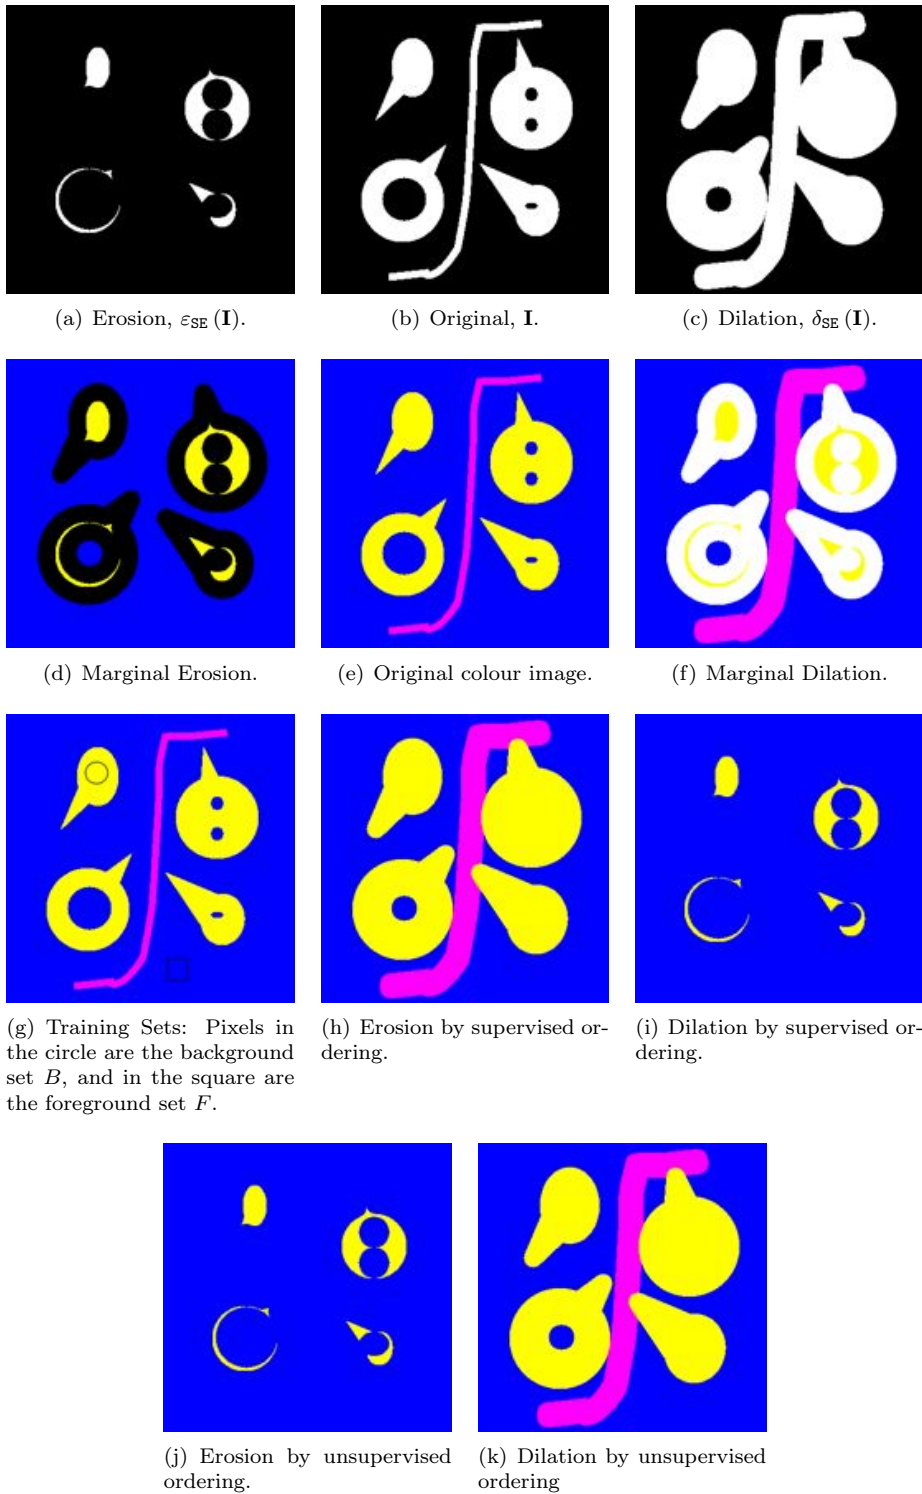 (a) Erosion, ε_SE (I).
(b) Original, I.
(c) Dilation, δ_SE (I).
(d) Marginal Erosion.
(e) Original colour image.
(f) Marginal Dilation.
(g) Training Sets: Pixels in
the circle are the background
set B, and in the square are
the foreground set F.
(h) Erosion by supervised or-
dering.
(i) Dilation by supervised or-
dering.
(j) Erosion by unsupervised
ordering.
(k) Dilation by unsupervised
ordering